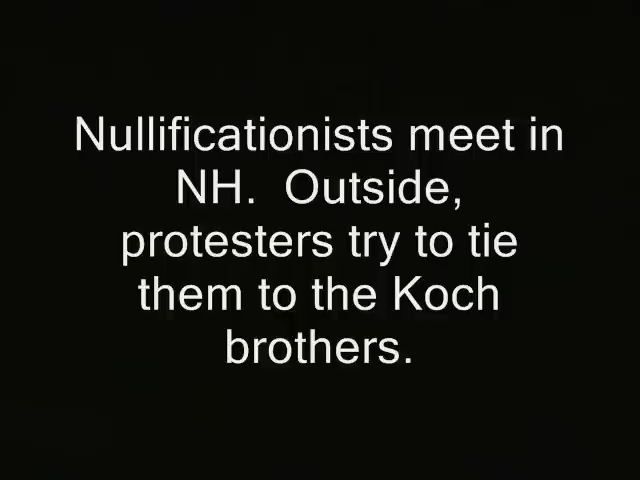 Nullificationists meet in
NH.  Outside,
protesters try to tie
them to the Koch
brothers.